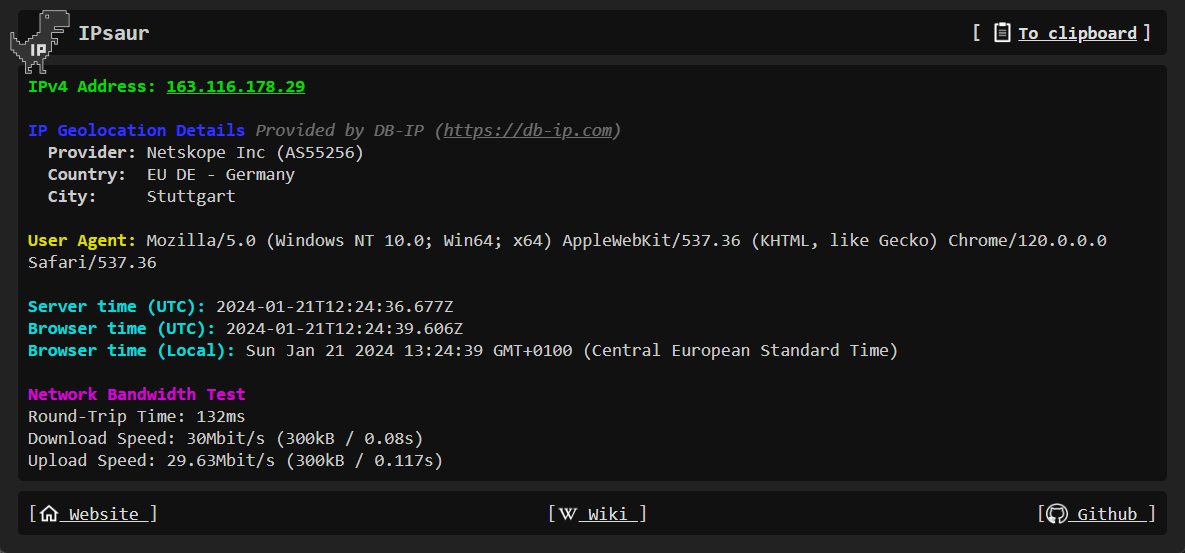 IP
IPsaur
[ To clipboard ]
IPv4 Address: 163.116.178.29
IP Geolocation Details Provided by DB-IP (https://db-ip.com)
Provider: Netskope Inc (AS55256)
Country: EU DE - Germany
City: Stuttgart
User Agent: Mozilla/5.0 (Windows NT 10.0; Win64; x64) AppleWebKit/537.36 (KHTML, like Gecko) Chrome/120.0.0.0
Safari/537.36
Server time (UTC): 2024-01-21T12:24:36.677Z
Browser time (UTC): 2024-01-21T12:24:39.606Z
Browser time (Local): Sun Jan 21 2024 13:24:39 GMT+0100 (Central European Standard Time)
Network Bandwidth Test
Round-Trip Time: 132ms
Download Speed: 30Mbit/s (300kB / 0.08s)
Upload Speed: 29.63Mbit/s (300kB / 0.117s)
[ Website ] [W Wiki ] [ Github ]